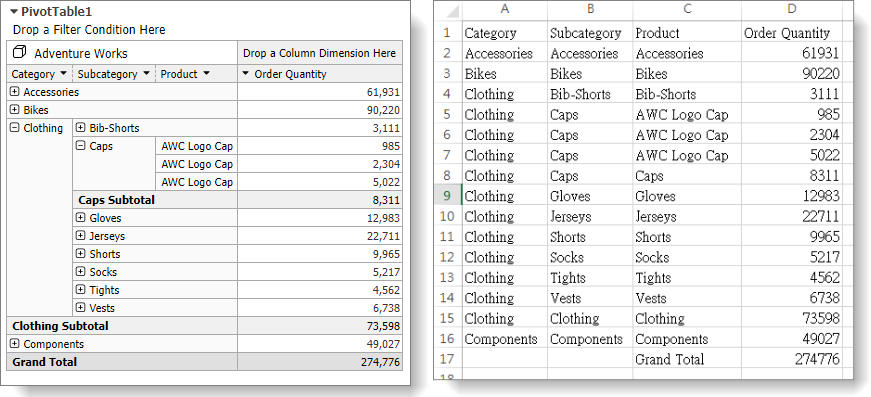 PivotTable1
Drop a Filter Condition Here
Adventure Works Drop a Column Dimension Here
Category Subcategory Product Order Quantity
Accessories 61,931
Bikes 90,220
Clothing Bib-Shorts 3,111
Caps AWC Logo Cap 985
AWC Logo Cap 2,304
AWC Logo Cap 5,022
Caps Subtotal 8,311
Gloves 12,983
Jerseys 22,711
Shorts 9,965
Socks 5,217
Tights 4,562
Vests 6,738
Clothing Subtotal 73,598
Components 49,027
Grand Total 274,776
A B C D
1 Category Subcategory Product Order Quantity
2 Accessories Accessories Accessories 61931
3 Bikes Bikes Bikes 90220
4 Clothing Bib-Shorts Bib-Shorts 3111
5 Clothing Caps AWC Logo Cap 985
6 Clothing Caps AWC Logo Cap 2304
7 Clothing Caps AWC Logo Cap 5022
8 Clothing Caps Caps 8311
9 Clothing Gloves Gloves 12983
10 Clothing Jerseys Jerseys 22711
11 Clothing Shorts Shorts 9965
12 Clothing Socks Socks 5217
13 Clothing Tights Tights 4562
14 Clothing Vests Vests 6738
15 Clothing Clothing Clothing 73598
16 Components Components Components 49027
17 Grand Total 274776